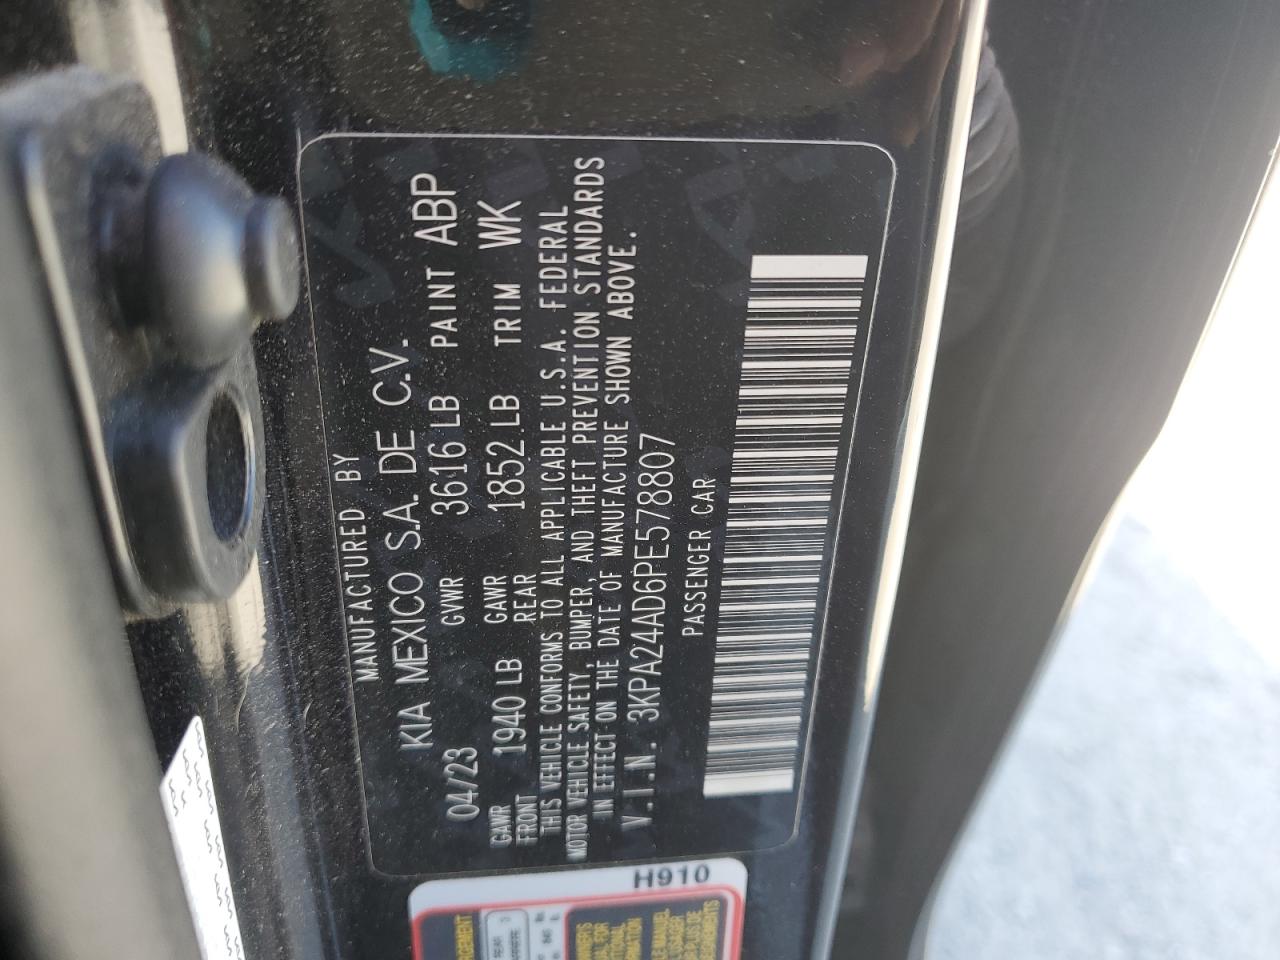 MANUFACTURED BY
KIA MEXICO S.A. DE C.V.
04/23 GVWR 3616 LB PAINT ABP
GAWR FRONT 1940 LB GAWR REAR 1852 LB TRIM WK
THIS VEHICLE CONFORMS TO ALL APPLICABLE U.S.A. FEDERAL
MOTOR VEHICLE SAFETY, BUMPER, AND THEFT PREVENTION STANDARDS
IN EFFECT ON THE DATE OF MANUFACTURE SHOWN ABOVE.
V.I.N. 3KPA24AD6PE578807
PASSENGER CAR
H910